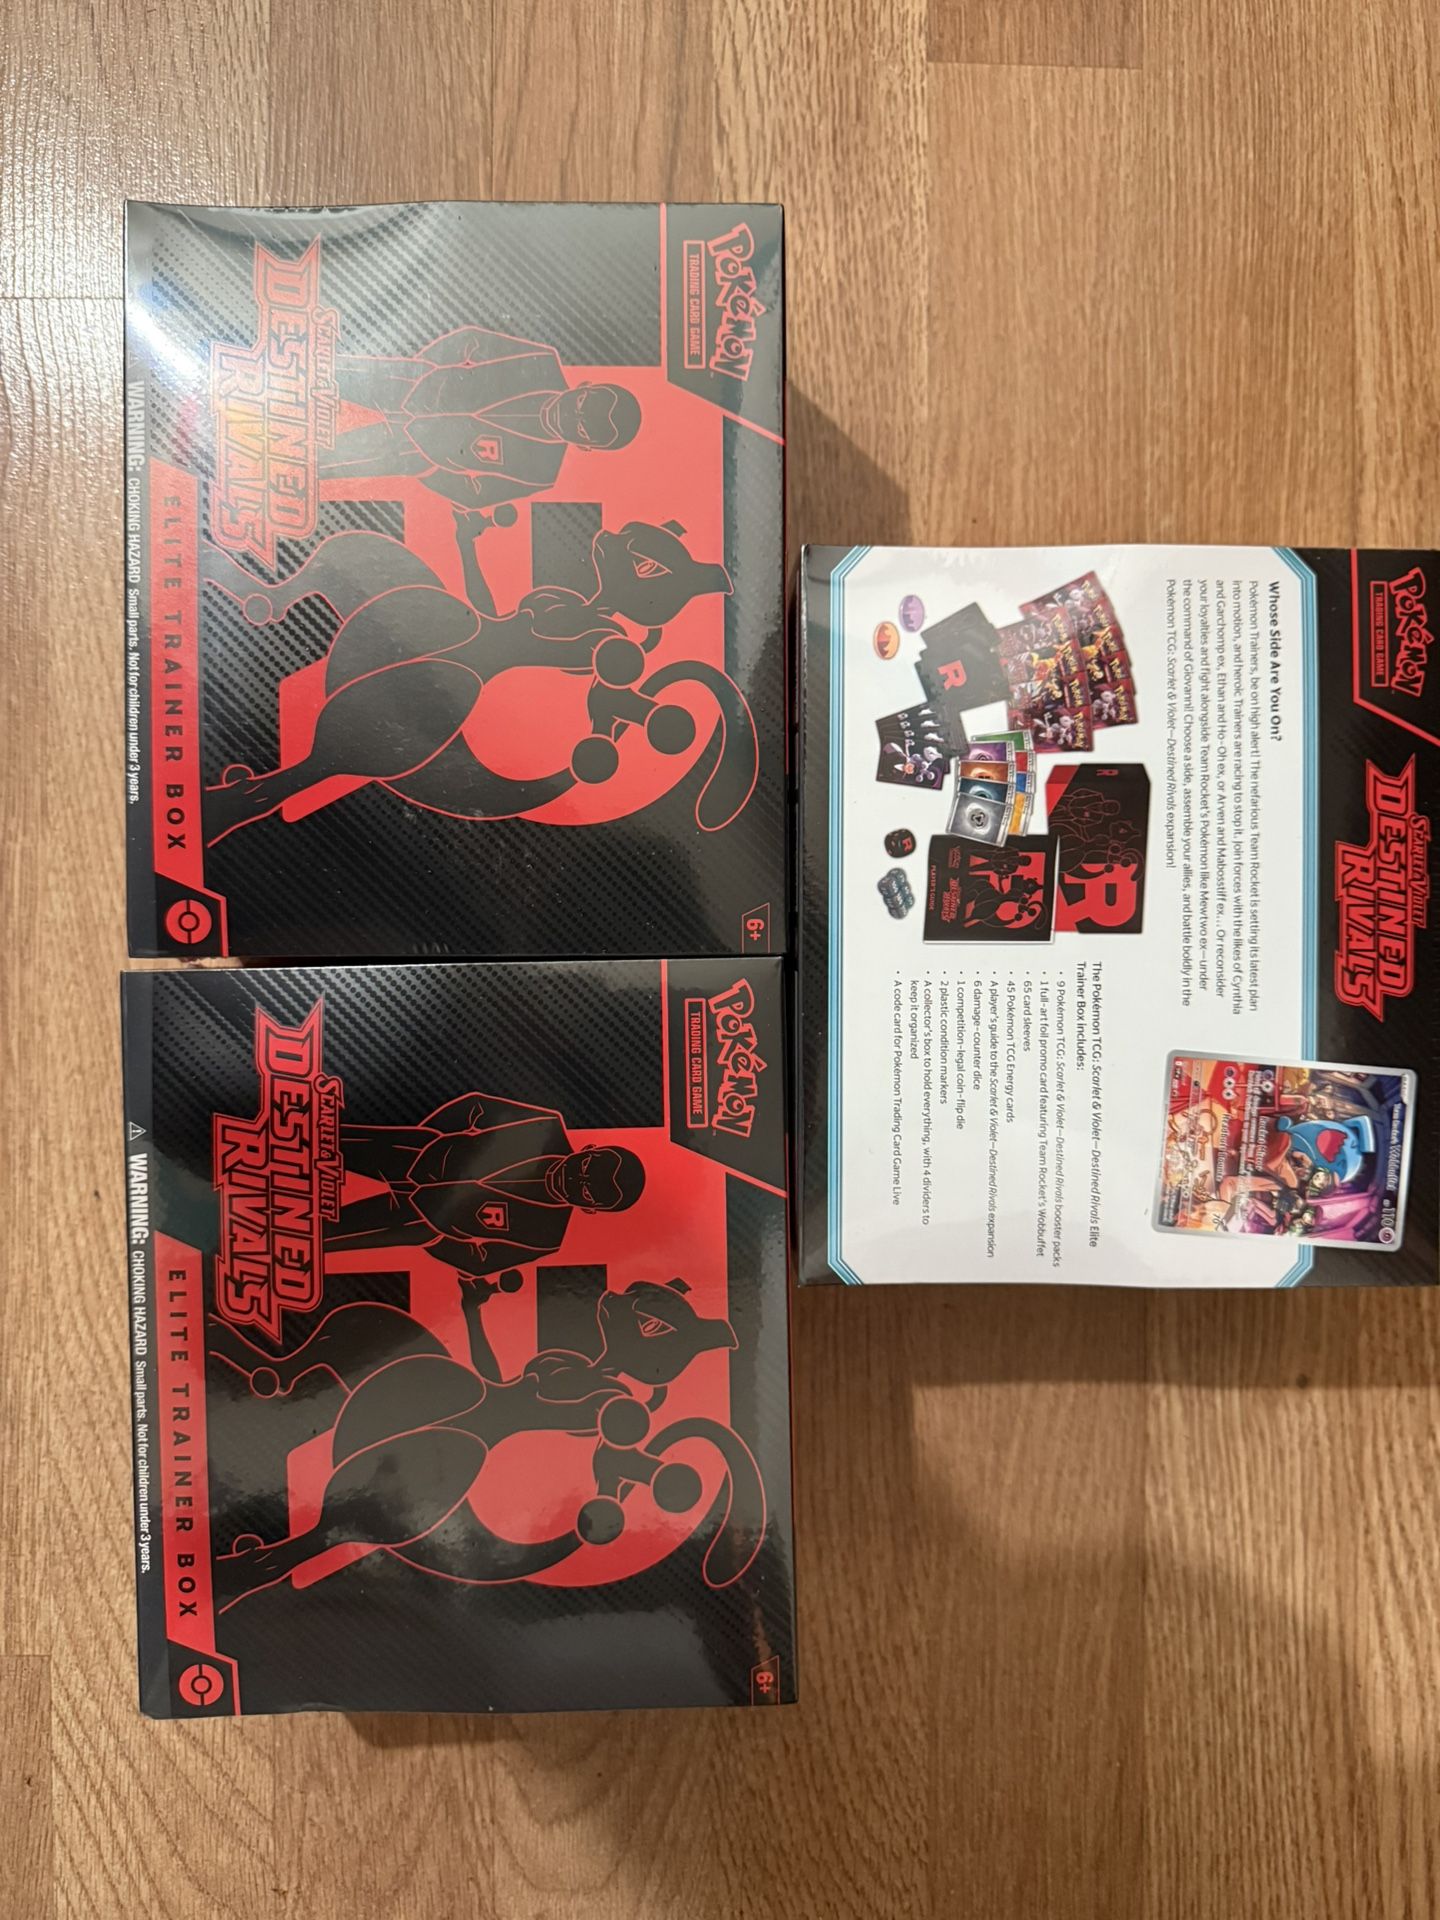 Pokémon
TRADING CARD GAME
SCARLET & VIOLET
DESTINED
RIVALS
ELITE TRAINER BOX
WARNING: CHOKING HAZARD Small parts. Not for children under 3 years.
6+
R
Pokémon
TRADING CARD GAME
SCARLET & VIOLET
DESTINED
RIVALS
ELITE TRAINER BOX
WARNING: CHOKING HAZARD Small parts. Not for children under 3 years.
6+
R
Pokémon
TRADING CARD GAME
SCARLET & VIOLET
DESTINED
RIVALS
Whose Side Are You On?
Pokémon Trainers, be on high alert! The nefarious Team Rocket is setting its latest plan
into motion, and heroic Trainers are racing to stop it. Join forces with the likes of Cynthia
and Garchomp ex, Ethan and Ho-Oh ex, or Arven and Mabosstiff ex... Or reconsider
your loyalties and fight alongside Team Rocket's Pokémon like Mewtwo ex—under
the command of Giovanni! Choose a side, assemble your allies, and battle boldly in the
Pokémon TCG: Scarlet & Violet—Destined Rivals expansion!
The Pokémon TCG: Scarlet & Violet—Destined Rivals Elite
Trainer Box includes:
• 9 Pokémon TCG: Scarlet & Violet—Destined Rivals booster packs
• 1 full-art foil promo card featuring Team Rocket's Wobbuffet
• 65 card sleeves
• 45 Pokémon TCG Energy cards
• A player's guide to the Scarlet & Violet—Destined Rivals expansion
• 6 damage-counter dice
• 1 competition-legal coin-flip die
• 2 plastic condition markers
• A collector's box to hold everything, with 4 dividers to
keep it organized
• A code card for Pokémon Trading Card Game Live
R
R
PLAYER'S GUIDE
Wobbuffet
110